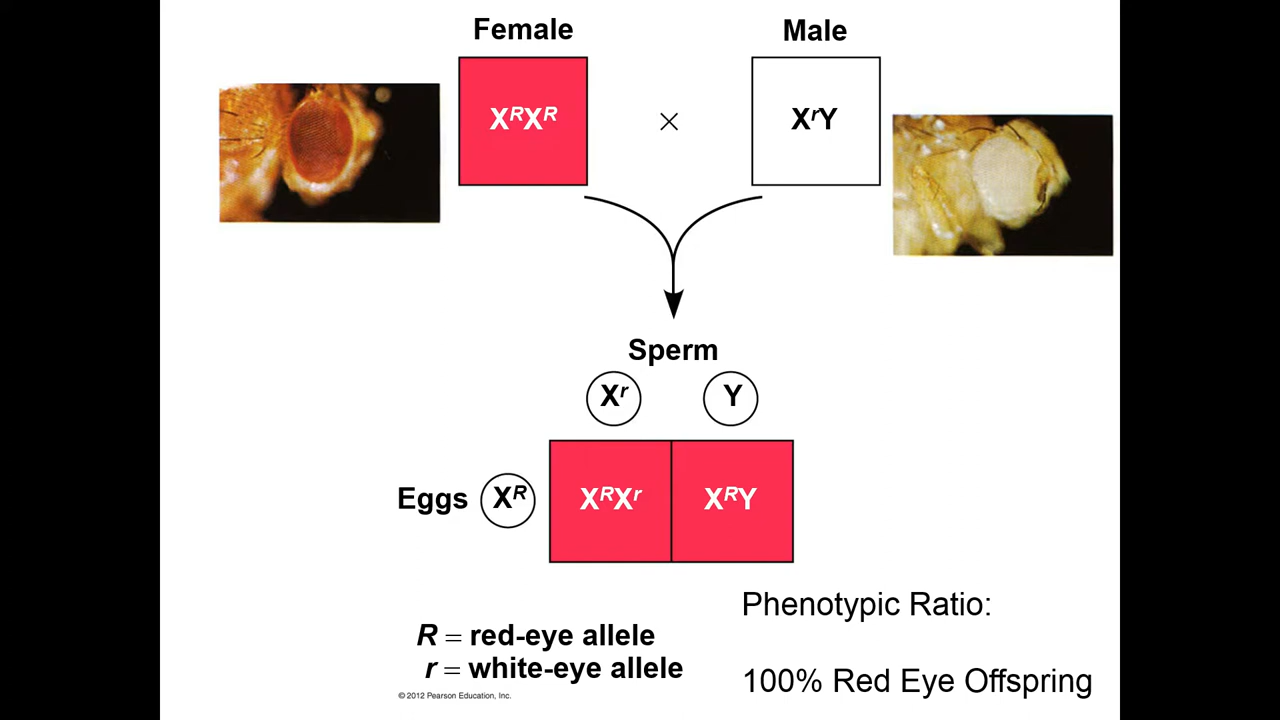 Female
Male
XᴿXᴿ
×
XʳY
Sperm
Xʳ
Y
Eggs
Xᴿ
XᴿXʳ
XᴿY
Phenotypic Ratio:
R = red-eye allele
r = white-eye allele
100% Red Eye Offspring
© 2012 Pearson Education, Inc.